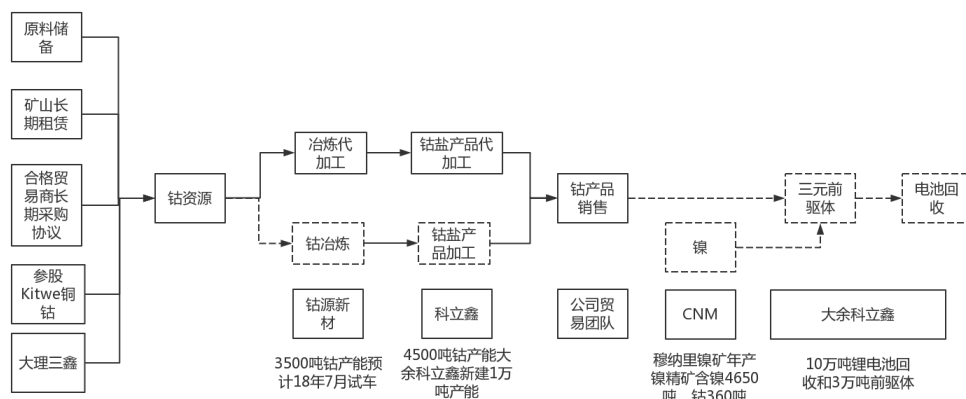 原料储
备
矿山长
期租赁
合格贸
易商长
期采购
协议
参股
Kitwe铜
钴
大理三鑫
钴资源
冶炼代
加工
钴盐产品代
加工
钴冶炼
钴盐产
品加工
钴产品
销售
镍
三元前
驱体
电池回
收
钴源新
材
科立鑫
公司贸
易团队
CNM
大余科立鑫
3500吨钴产能预
计18年7月试车
4500吨钴产能大
余科立鑫新建1万
吨产能
穆纳里镍矿年产
镍精矿含镍4650
吨，钴360吨
10万吨锂电池回
收和3万吨前驱体